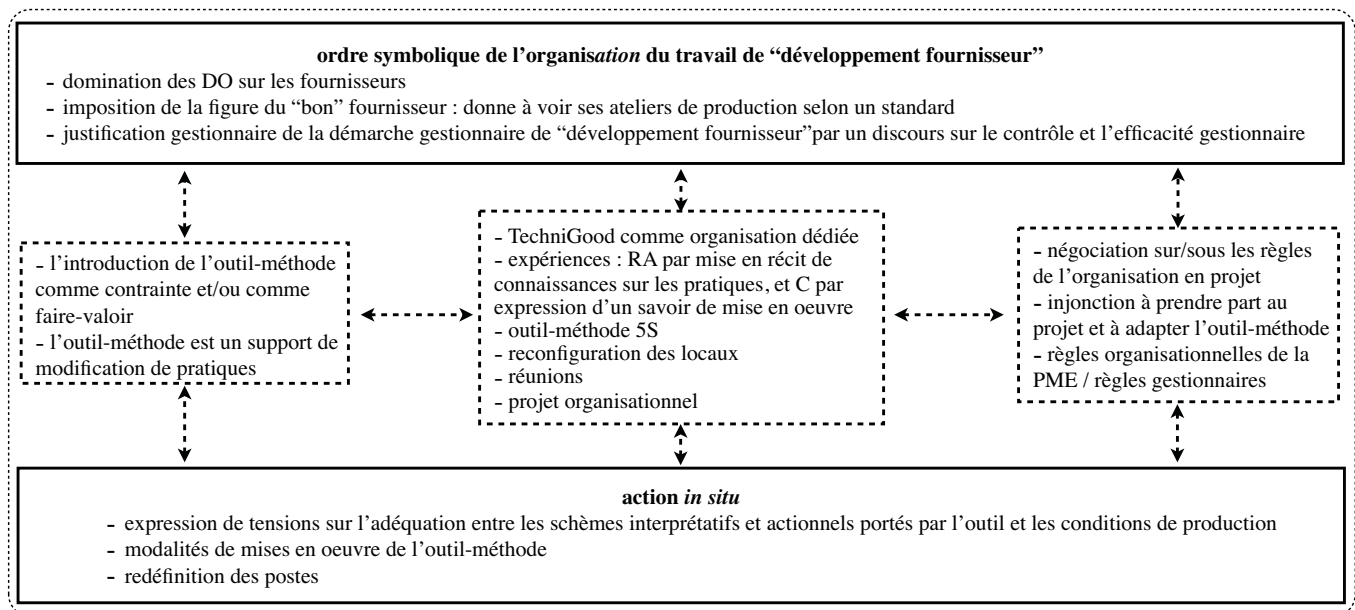 ordre symbolique de l'organisation du travail de “développement fournisseur”
- domination des DO sur les fournisseurs
- imposition de la figure du “bon” fournisseur : donne à voir ses ateliers de production selon un standard
- justification gestionnaire de la démarche gestionnaire de “développement fournisseur”par un discours sur le contrôle et l'efficacité gestionnaire
- l'introduction de l'outil-méthode
comme contrainte et/ou comme
faire-valoir
- l'outil-méthode est un support de
modification de pratiques
- TechniGood comme organisation dédiée
- expériences : RA par mise en récit de
connaissances sur les pratiques, et C par
expression d'un savoir de mise en oeuvre
- outil-méthode 5S
- reconfiguration des locaux
- réunions
- projet organisationnel
- négociation sur/sous les règles
de l'organisation en projet
- injonction à prendre part au
projet et à adapter l'outil-méthode
- règles organisationnelles de la
PME / règles gestionnaires
action in situ
- expression de tensions sur l'adéquation entre les schèmes interprétatifs et actionnels portés par l'outil et les conditions de production
- modalités de mises en oeuvre de l'outil-méthode
- redéfinition des postes